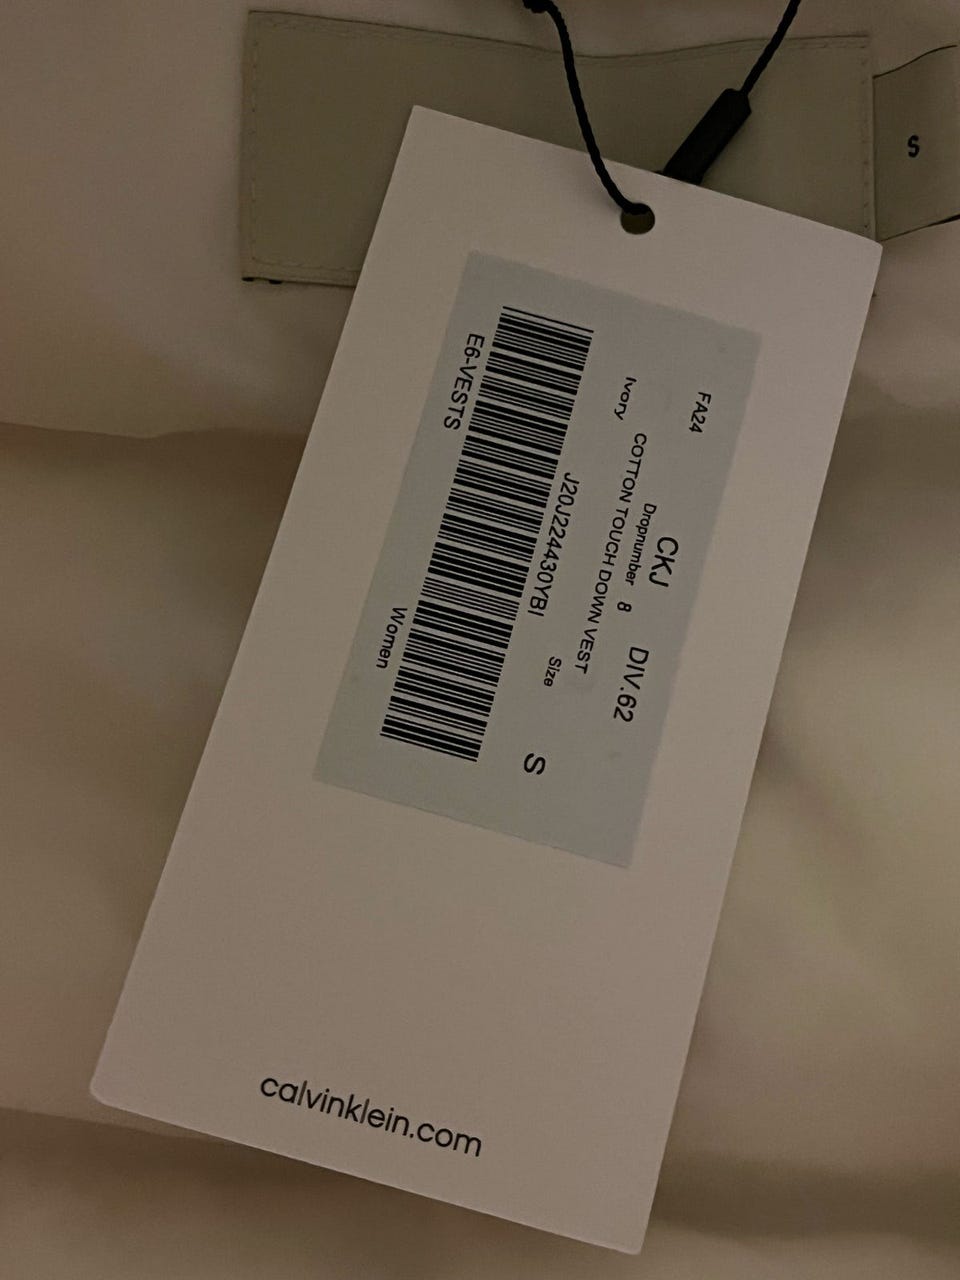 S
FA24
CKJ DIV.62
Dropnumber 8
Ivory COTTON TOUCH DOWN VEST
Size S
J20J224430YBI
E6-VESTS Women
calvinklein.com